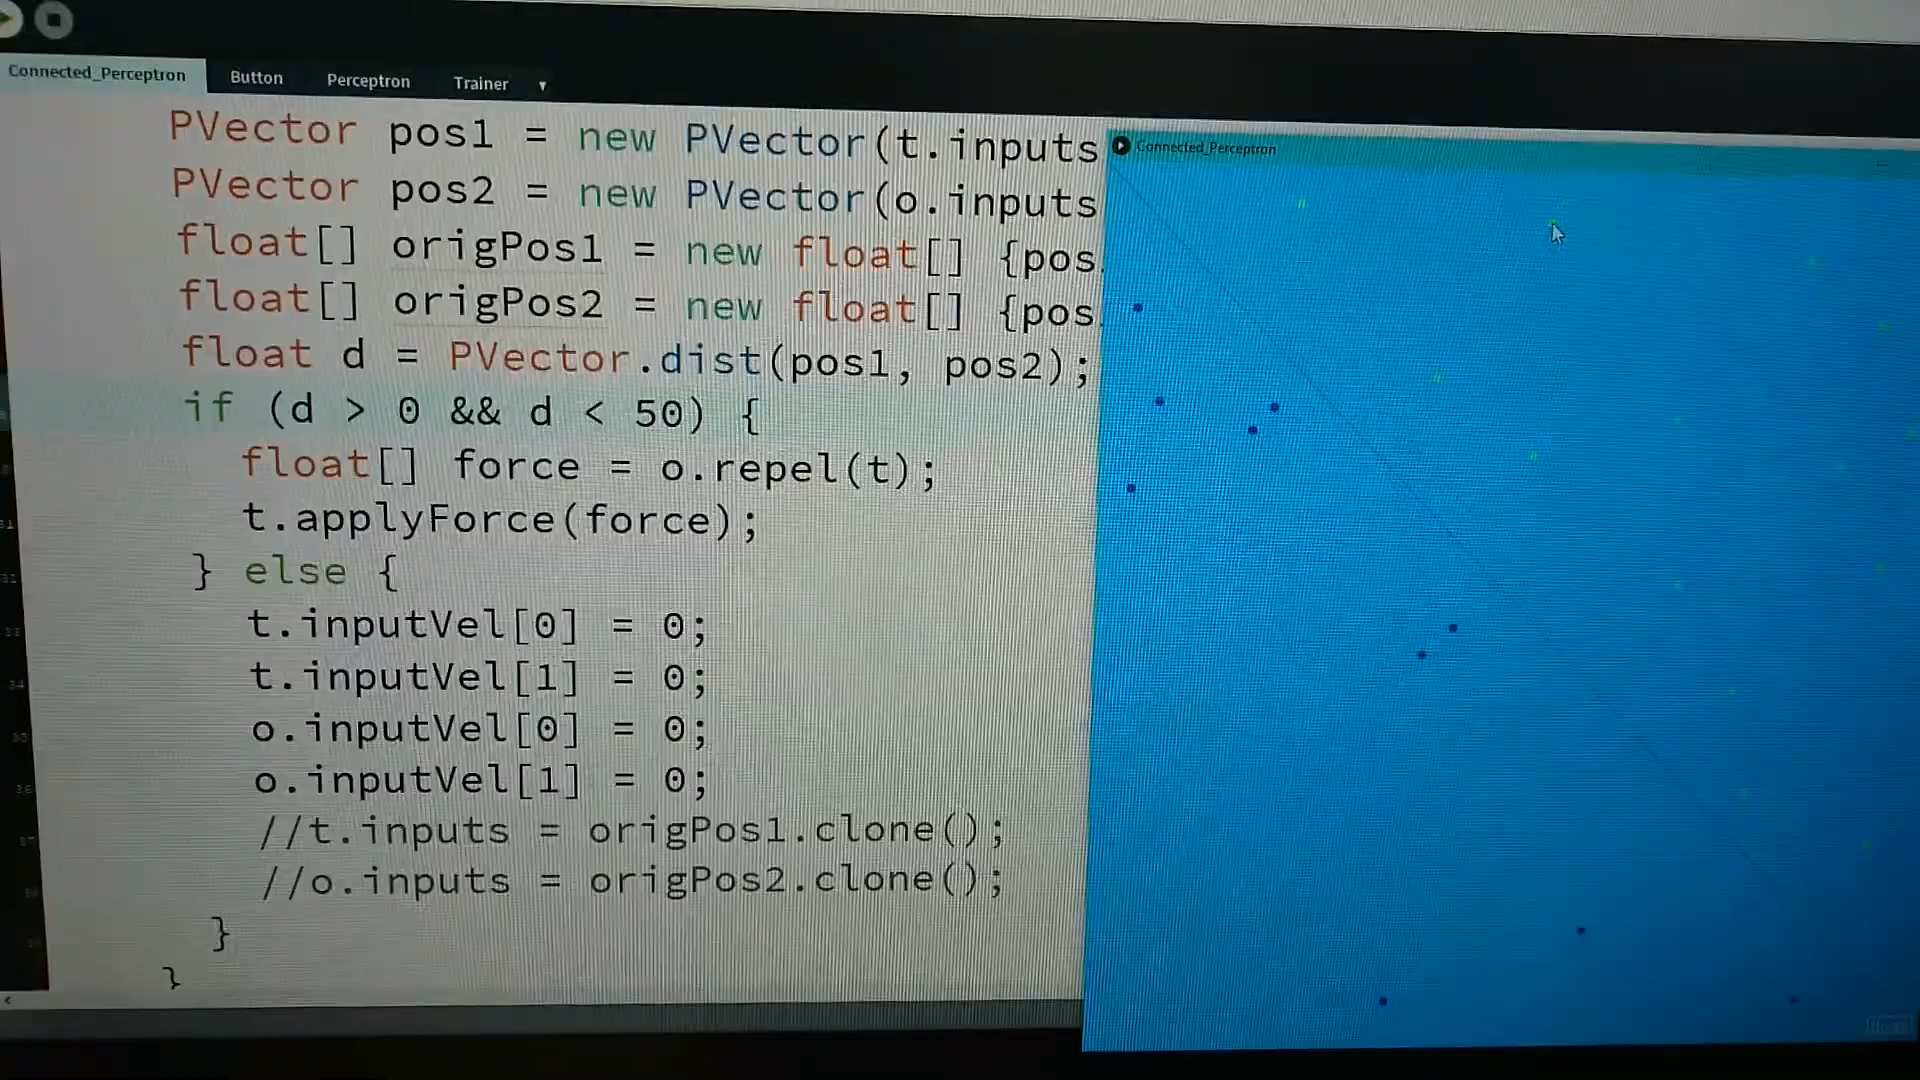 Connected_Perceptron Button Perceptron Trainer ▼
PVector pos1 = new PVector(t.inputs
PVector pos2 = new PVector(o.inputs
float[] origPos1 = new float[] {pos
float[] origPos2 = new float[] {pos
float d = PVector.dist(pos1, pos2);
if (d > 0 && d < 50) {
float[] force = o.repel(t);
t.applyForce(force);
} else {
t.inputVel[0] = 0;
t.inputVel[1] = 0;
o.inputVel[0] = 0;
o.inputVel[1] = 0;
//t.inputs = origPos1.clone();
//o.inputs = origPos2.clone();
}
}
Connected_Perceptron